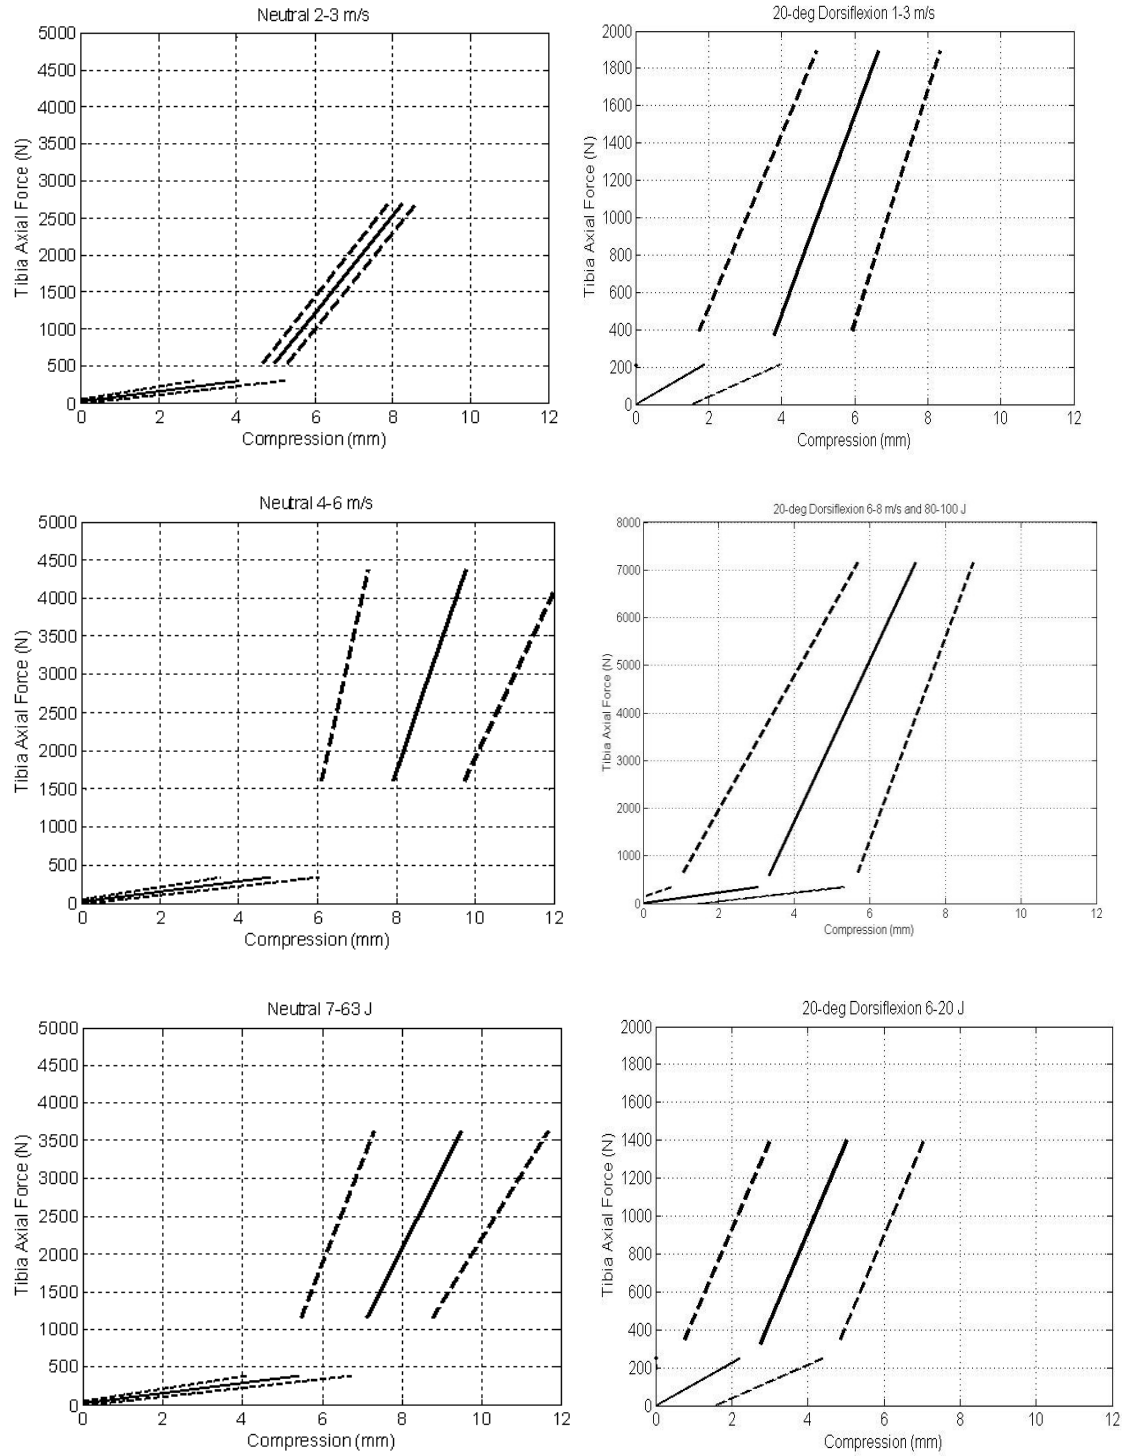 Neutral 2-3 m/s
5000
4500
4000
3500
3000
2500
2000
1500
1000
500
0
Tibia Axial Force (N)
0 2 4 6 8 10 12
Compression (mm)
20-deg Dorsiflexion 1-3 m/s
2000
1800
1600
1400
1200
1000
800
600
400
200
0
Tibia Axial Force (N)
0 2 4 6 8 10 12
Compression (mm)
Neutral 4-6 m/s
5000
4500
4000
3500
3000
2500
2000
1500
1000
500
0
Tibia Axial Force (N)
0 2 4 6 8 10 12
Compression (mm)
20-deg Dorsiflexion 6-8 m/s and 80-100 J
8000
7000
6000
5000
4000
3000
2000
1000
0
Tibia Axial Force (N)
0 2 4 6 8 10 12
Compression (mm)
Neutral 7-63 J
5000
4500
4000
3500
3000
2500
2000
1500
1000
500
0
Tibia Axial Force (N)
0 2 4 6 8 10 12
Compression (mm)
20-deg Dorsiflexion 6-20 J
2000
1800
1600
1400
1200
1000
800
600
400
200
0
Tibia Axial Force (N)
0 2 4 6 8 10 12
Compression (mm)